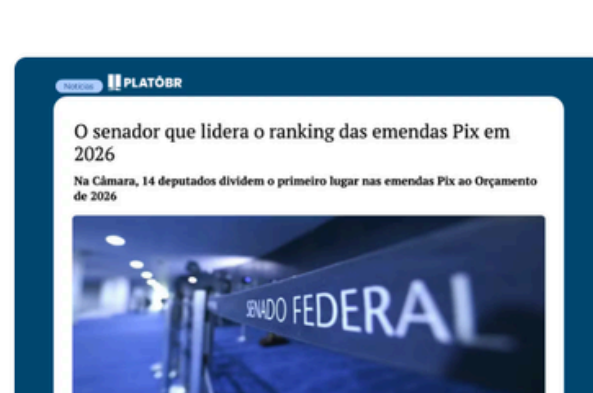 Notícias PLATÔBR
O senador que lidera o ranking das emendas Pix em
2026
Na Câmara, 14 deputados dividem o primeiro lugar nas emendas Pix ao Orçamento
de 2026
SENADO FEDERAL